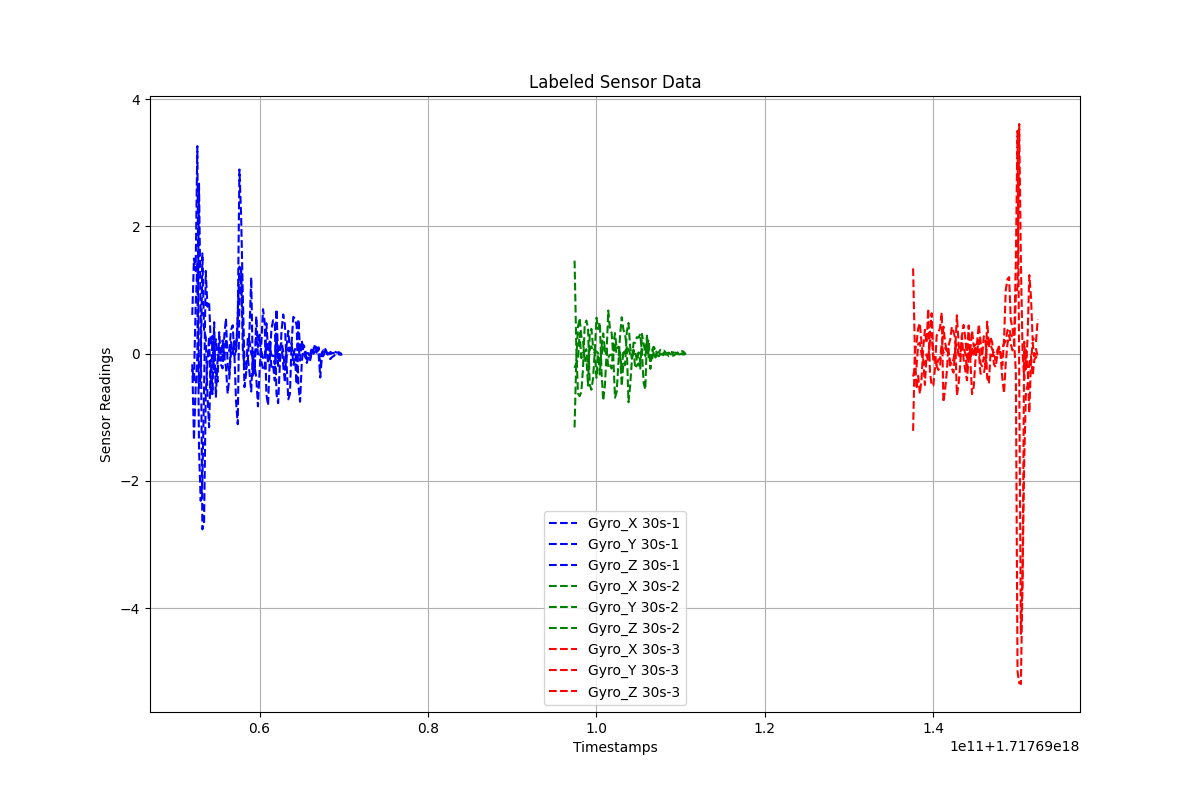 Labeled Sensor Data
4
2
0
−2
−4
Sensor Readings
Gyro_X 30s-1
Gyro_Y 30s-1
Gyro_Z 30s-1
Gyro_X 30s-2
Gyro_Y 30s-2
Gyro_Z 30s-2
Gyro_X 30s-3
Gyro_Y 30s-3
Gyro_Z 30s-3
0.6 0.8 1.0 1.2 1.4
Timestamps
1e11+1.71769e18